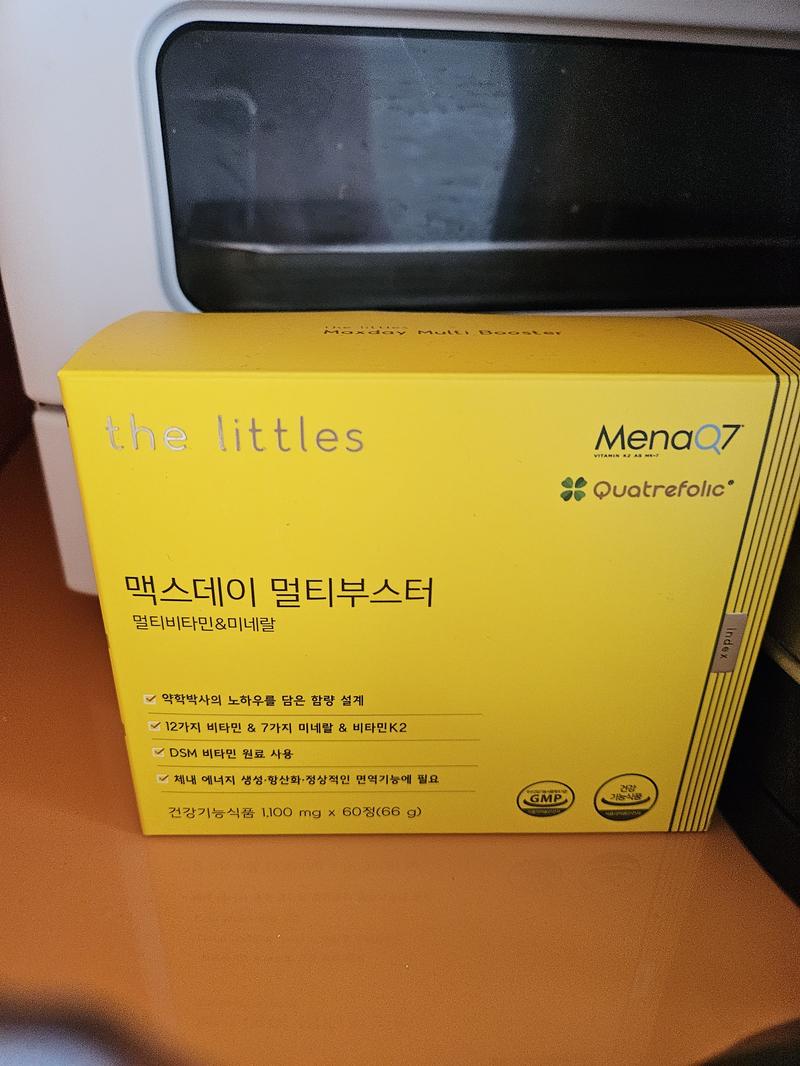 the littles
Maxday Multi Booster
the littles
MenaQ7
VITAMIN K2 AS MK-7
Quatrefolic®
맥스데이 멀티부스터
멀티비타민&미네랄
index
약학박사의 노하우를 담은 함량 설계
12가지 비타민 & 7가지 미네랄 & 비타민K2
DSM 비타민 원료 사용
체내 에너지 생성·항산화·정상적인 면역기능에 필요
건강기능식품 1,100 mg x 60정(66 g)
GMP
건강
기능식품